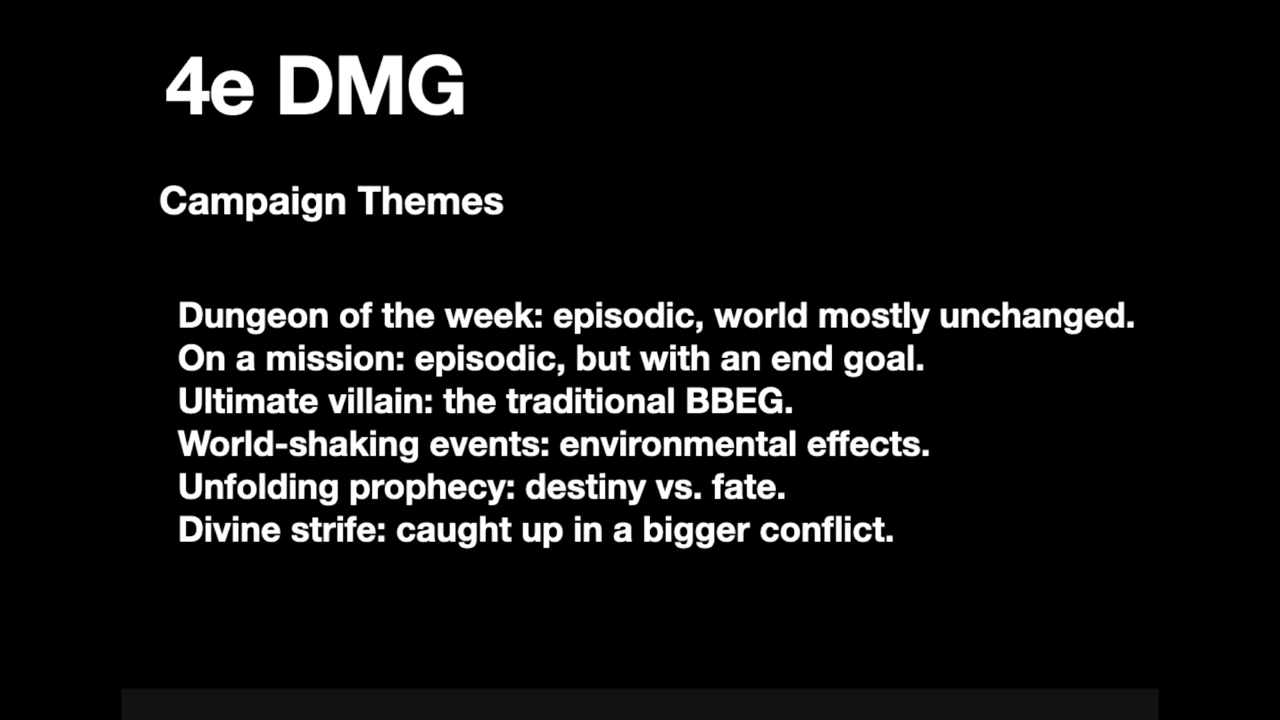 4e DMG
Campaign Themes
Dungeon of the week: episodic, world mostly unchanged.
On a mission: episodic, but with an end goal.
Ultimate villain: the traditional BBEG.
World-shaking events: environmental effects.
Unfolding prophecy: destiny vs. fate.
Divine strife: caught up in a bigger conflict.